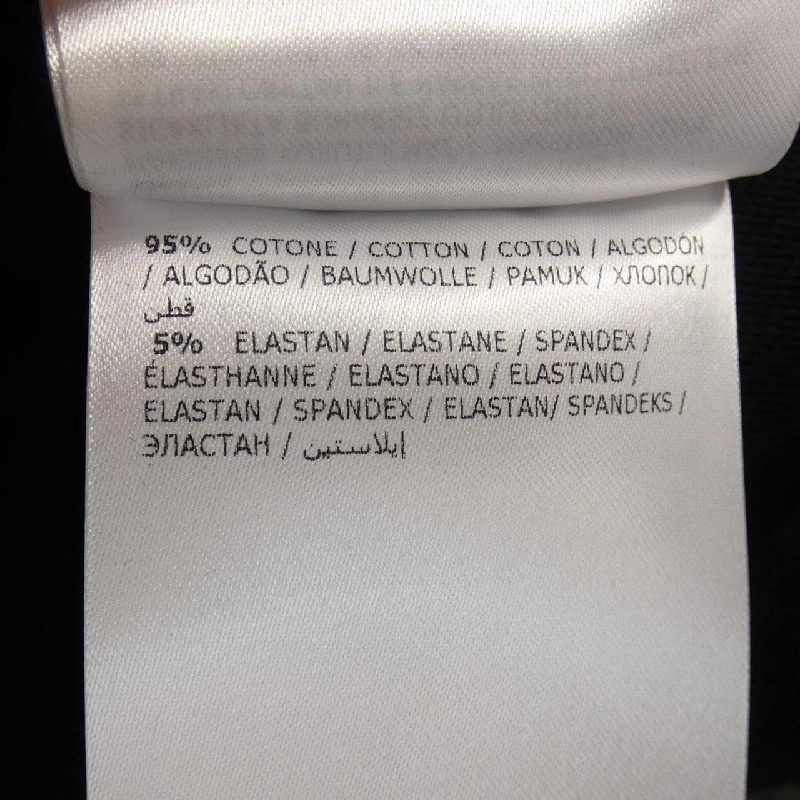 95% COTONE / COTTON / COTON / ALGODÓN
/ ALGODÃO / BAUMWOLLE / PAMUK / ХЛОПОК /
قطن
5% ELASTAN / ELASTANE / SPANDEX /
ÉLASTHANNE / ELASTANO / ELASTANO /
ELASTAN / SPANDEX / ELASTAN/ SPANDEKS /
ЭЛАСТАН / إيلاستين